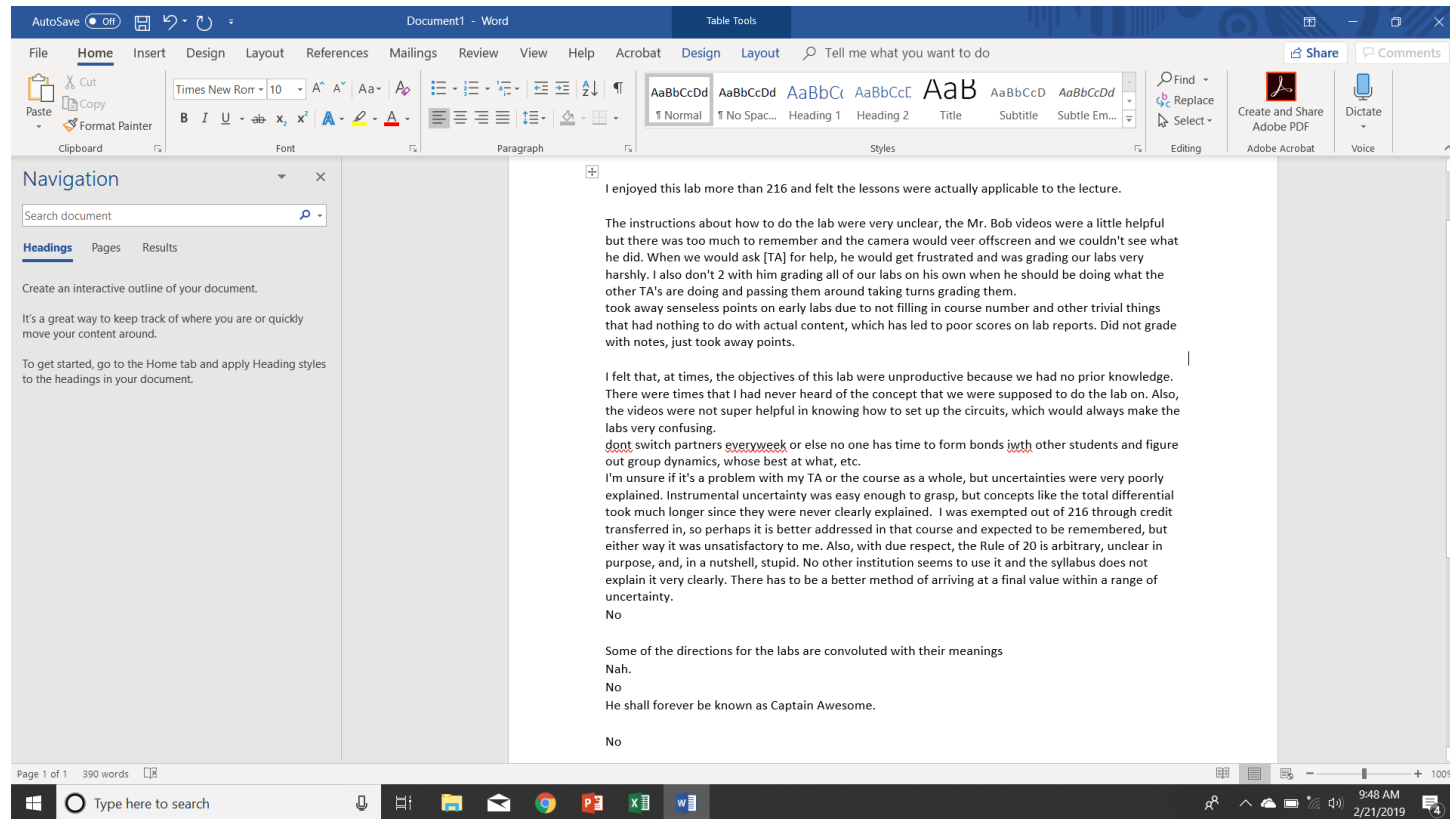 AutoSave Off Document1 - Word Table Tools
File Home Insert Design Layout References Mailings Review View Help Acrobat Design Layout Tell me what you want to do Share Comments
Paste
Cut
Copy
Format Painter
Clipboard
Times New Ron 10
Font
Paragraph
AaBbCcDd AaBbCcDd AaBbC AaBbCcE AaB AaBbCcD AaBbCcDd
¶ Normal ¶ No Spac... Heading 1 Heading 2 Title Subtitle Subtle Em...
Styles
Find
Replace
Select
Editing
Create and Share
Adobe PDF
Adobe Acrobat
Dictate
Voice
Navigation
Search document
Headings Pages Results
Create an interactive outline of your document.
It's a great way to keep track of where you are or quickly
move your content around.
To get started, go to the Home tab and apply Heading styles
to the headings in your document.
I enjoyed this lab more than 216 and felt the lessons were actually applicable to the lecture.
The instructions about how to do the lab were very unclear, the Mr. Bob videos were a little helpful
but there was too much to remember and the camera would veer offscreen and we couldn't see what
he did. When we would ask [TA] for help, he would get frustrated and was grading our labs very
harshly. I also don't 2 with him grading all of our labs on his own when he should be doing what the
other TA's are doing and passing them around taking turns grading them.
took away senseless points on early labs due to not filling in course number and other trivial things
that had nothing to do with actual content, which has led to poor scores on lab reports. Did not grade
with notes, just took away points.
I felt that, at times, the objectives of this lab were unproductive because we had no prior knowledge.
There were times that I had never heard of the concept that we were supposed to do the lab on. Also,
the videos were not super helpful in knowing how to set up the circuits, which would always make the
labs very confusing.
dont switch partners everyweek or else no one has time to form bonds iwth other students and figure
out group dynamics, whose best at what, etc.
I'm unsure if it's a problem with my TA or the course as a whole, but uncertainties were very poorly
explained. Instrumental uncertainty was easy enough to grasp, but concepts like the total differential
took much longer since they were never clearly explained.  I was exempted out of 216 through credit
transferred in, so perhaps it is better addressed in that course and expected to be remembered, but
either way it was unsatisfactory to me. Also, with due respect, the Rule of 20 is arbitrary, unclear in
purpose, and, in a nutshell, stupid. No other institution seems to use it and the syllabus does not
explain it very clearly. There has to be a better method of arriving at a final value within a range of
uncertainty.
No
Some of the directions for the labs are convoluted with their meanings
Nah.
No
He shall forever be known as Captain Awesome.
No
Page 1 of 1 390 words 100%
Type here to search
9:48 AM
2/21/2019
4